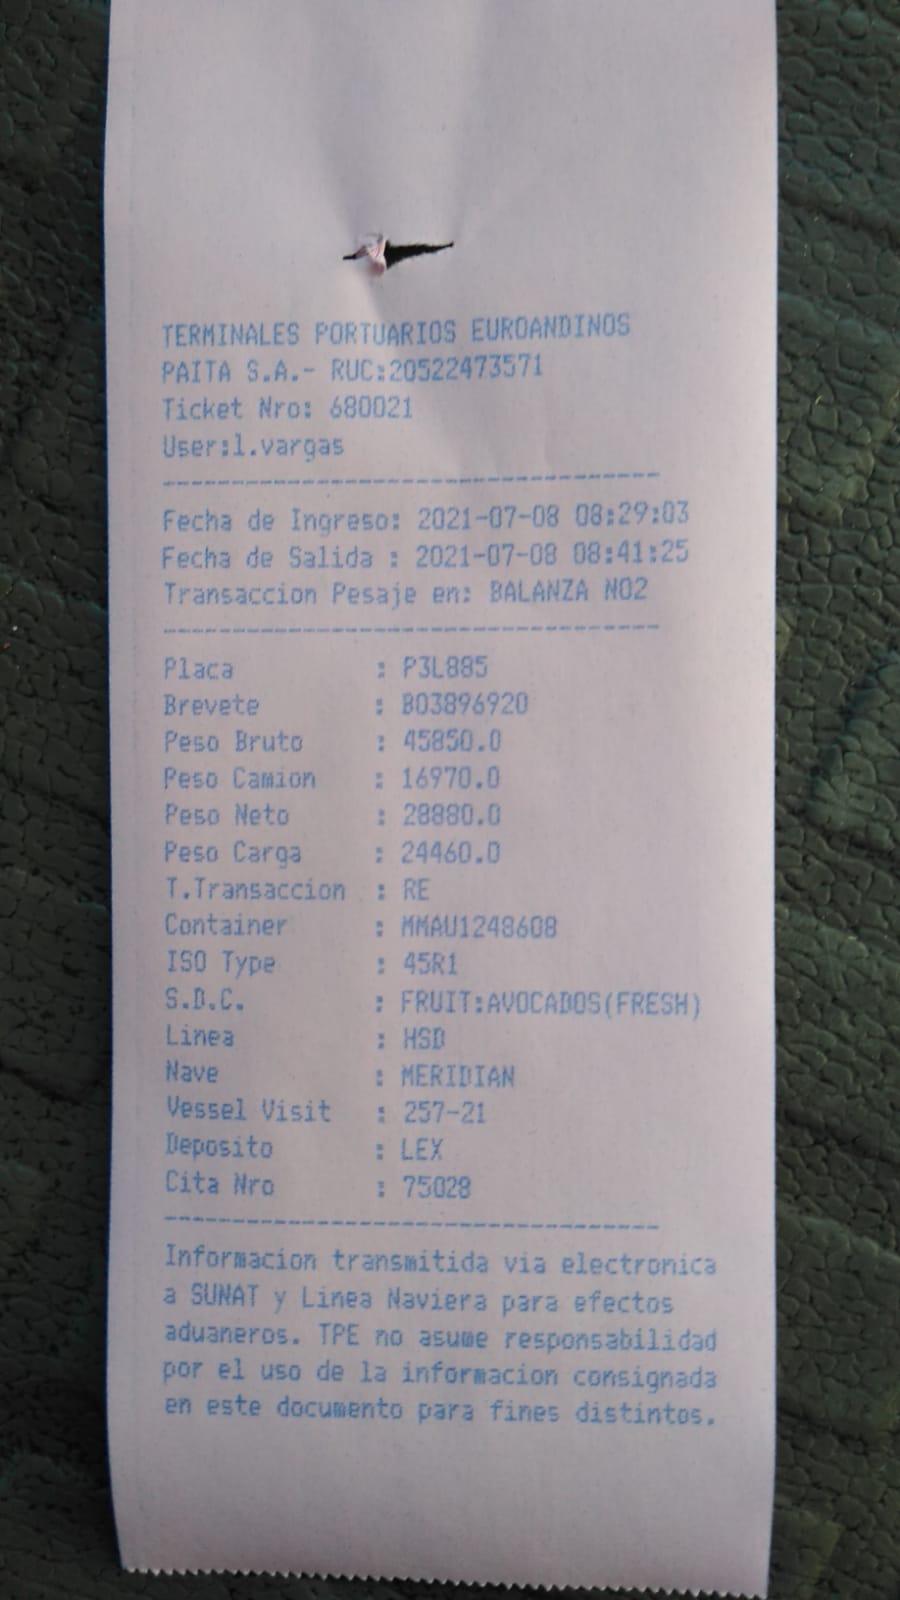 TERMINALES PORTUARIOS EUROANDINOS
PAITA S.A.- RUC:20522473571
Ticket Nro: 680021
User:l.vargas
--------------------------------
Fecha de Ingreso: 2021-07-08 08:29:03
Fecha de Salida : 2021-07-08 08:41:25
Transaccion Pesaje en: BALANZA NO2
--------------------------------
Placa : P3L885
Brevete : B03896920
Peso Bruto : 45850.0
Peso Camion : 16970.0
Peso Neto : 28880.0
Peso Carga : 24460.0
T.Transaccion : RE
Container : MMAU1248608
ISO Type : 45R1
S.D.C. : FRUIT:AVOCADOS(FRESH)
Linea : HSD
Nave : MERIDIAN
Vessel Visit : 257-21
Deposito : LEX
Cita Nro : 75028
--------------------------------
Informacion transmitida via electronica
a SUNAT y Linea Naviera para efectos
aduaneros. TPE no asume responsabilidad
por el uso de la informacion consignada
en este documento para fines distintos.